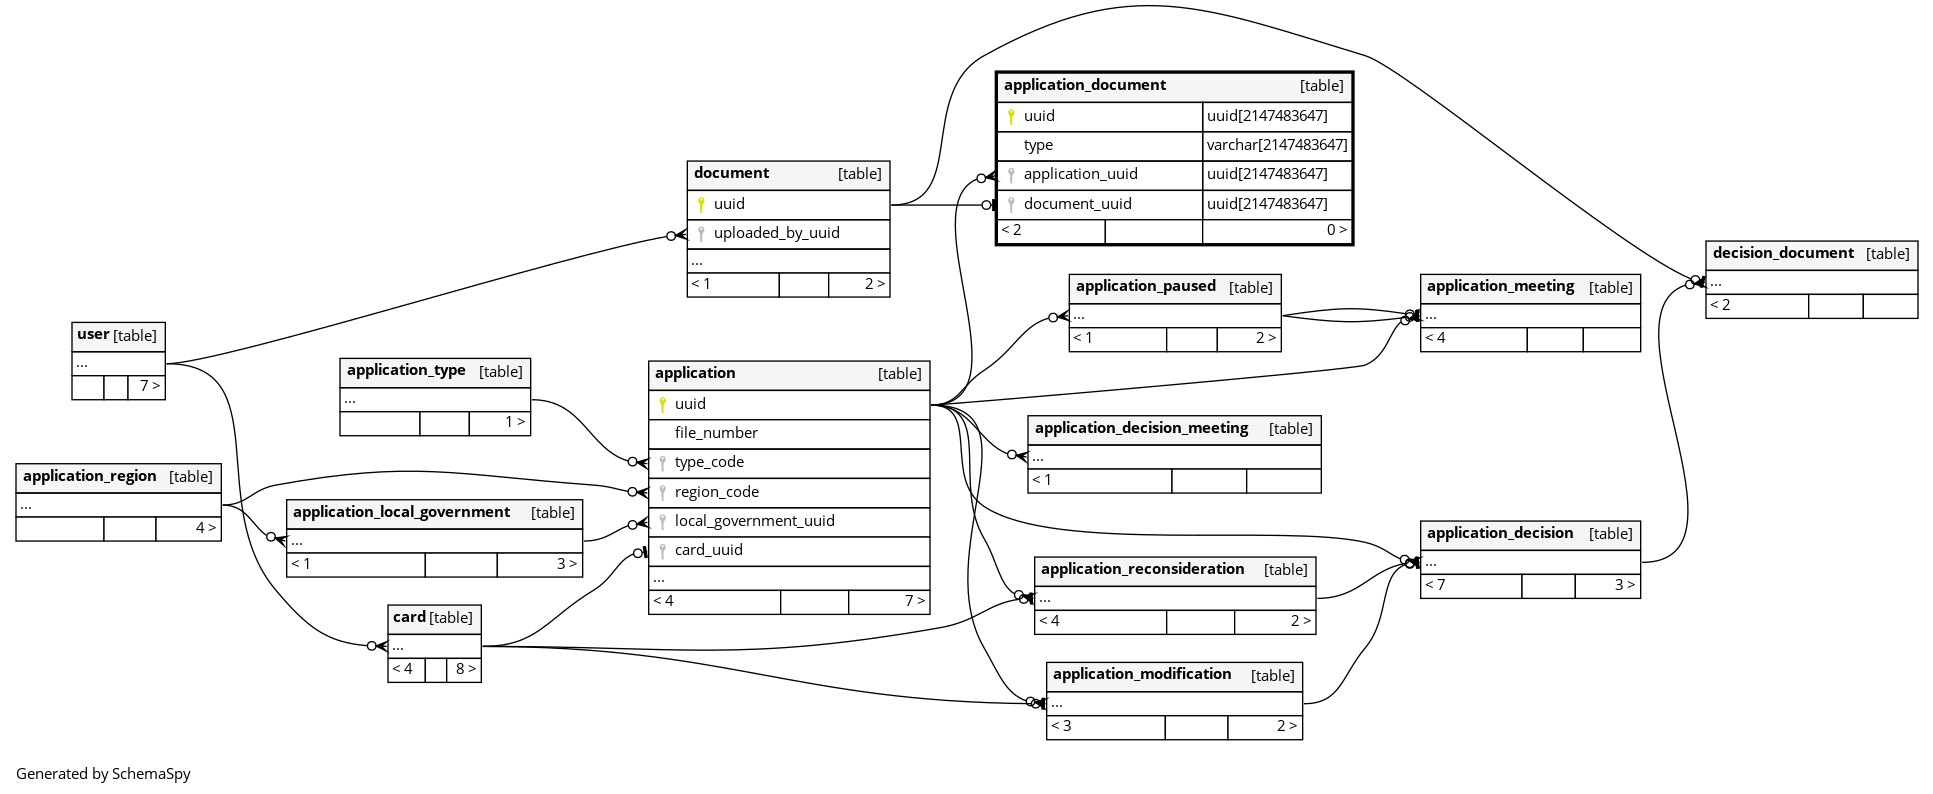 application_document [table]
uuid uuid[2147483647]
type varchar[2147483647]
application_uuid uuid[2147483647]
document_uuid uuid[2147483647]
< 2 0 >
document [table]
uuid
uploaded_by_uuid
...
< 1 2 >
decision_document [table]
...
< 2
application_paused [table]
...
< 1 2 >
application_meeting [table]
...
< 4
user [table]
...
7 >
application_type [table]
...
1 >
application [table]
uuid
file_number
type_code
region_code
local_government_uuid
card_uuid
...
< 4 7 >
application_decision_meeting [table]
...
< 1
application_region [table]
...
4 >
application_local_government [table]
...
< 1 3 >
application_decision [table]
...
< 7 3 >
application_reconsideration [table]
...
< 4 2 >
card [table]
...
< 4 8 >
application_modification [table]
...
< 3 2 >
Generated by SchemaSpy